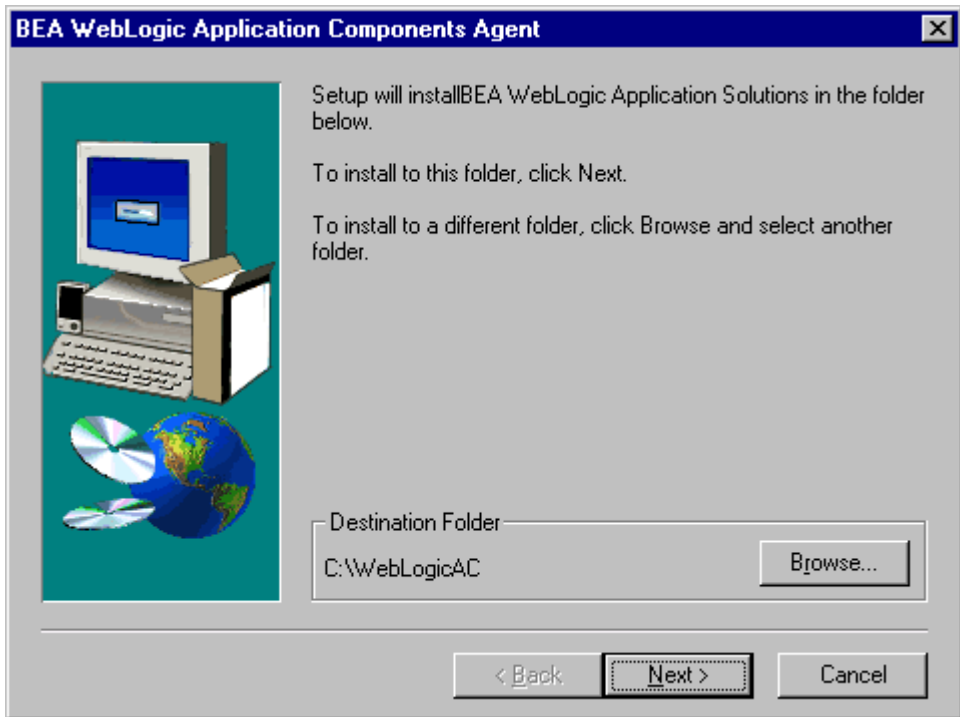 BEA WebLogic Application Components Agent
Setup will installBEA WebLogic Application Solutions in the folder
below.
To install to this folder, click Next.
To install to a different folder, click Browse and select another
folder.
Destination Folder
C:\WebLogicAC
Browse...
< Back
Next >
Cancel